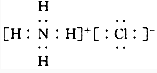 H
··
[H : N : H]⁺[ : Cl : ]⁻
··
H